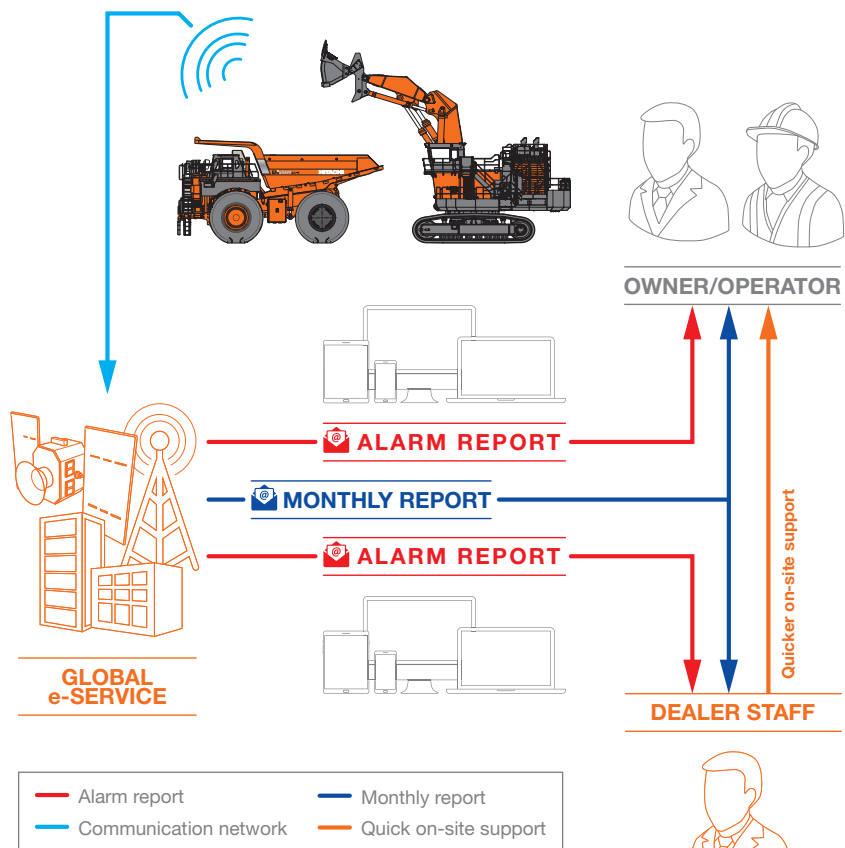 OWNER/OPERATOR
@ ALARM REPORT
@ MONTHLY REPORT
@ ALARM REPORT
Quicker on-site support
GLOBAL
e-SERVICE
DEALER STAFF
Alarm report
Monthly report
Communication network
Quick on-site support